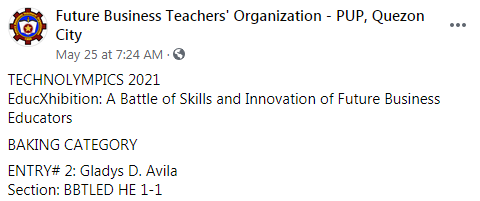 Future Business Teachers' Organization - PUP, Quezon
City
May 25 at 7:24 AM ·
TECHNOLYMPICS 2021
EducXhibition: A Battle of Skills and Innovation of Future Business
Educators
BAKING CATEGORY
ENTRY# 2: Gladys D. Avila
Section: BBTLED HE 1-1